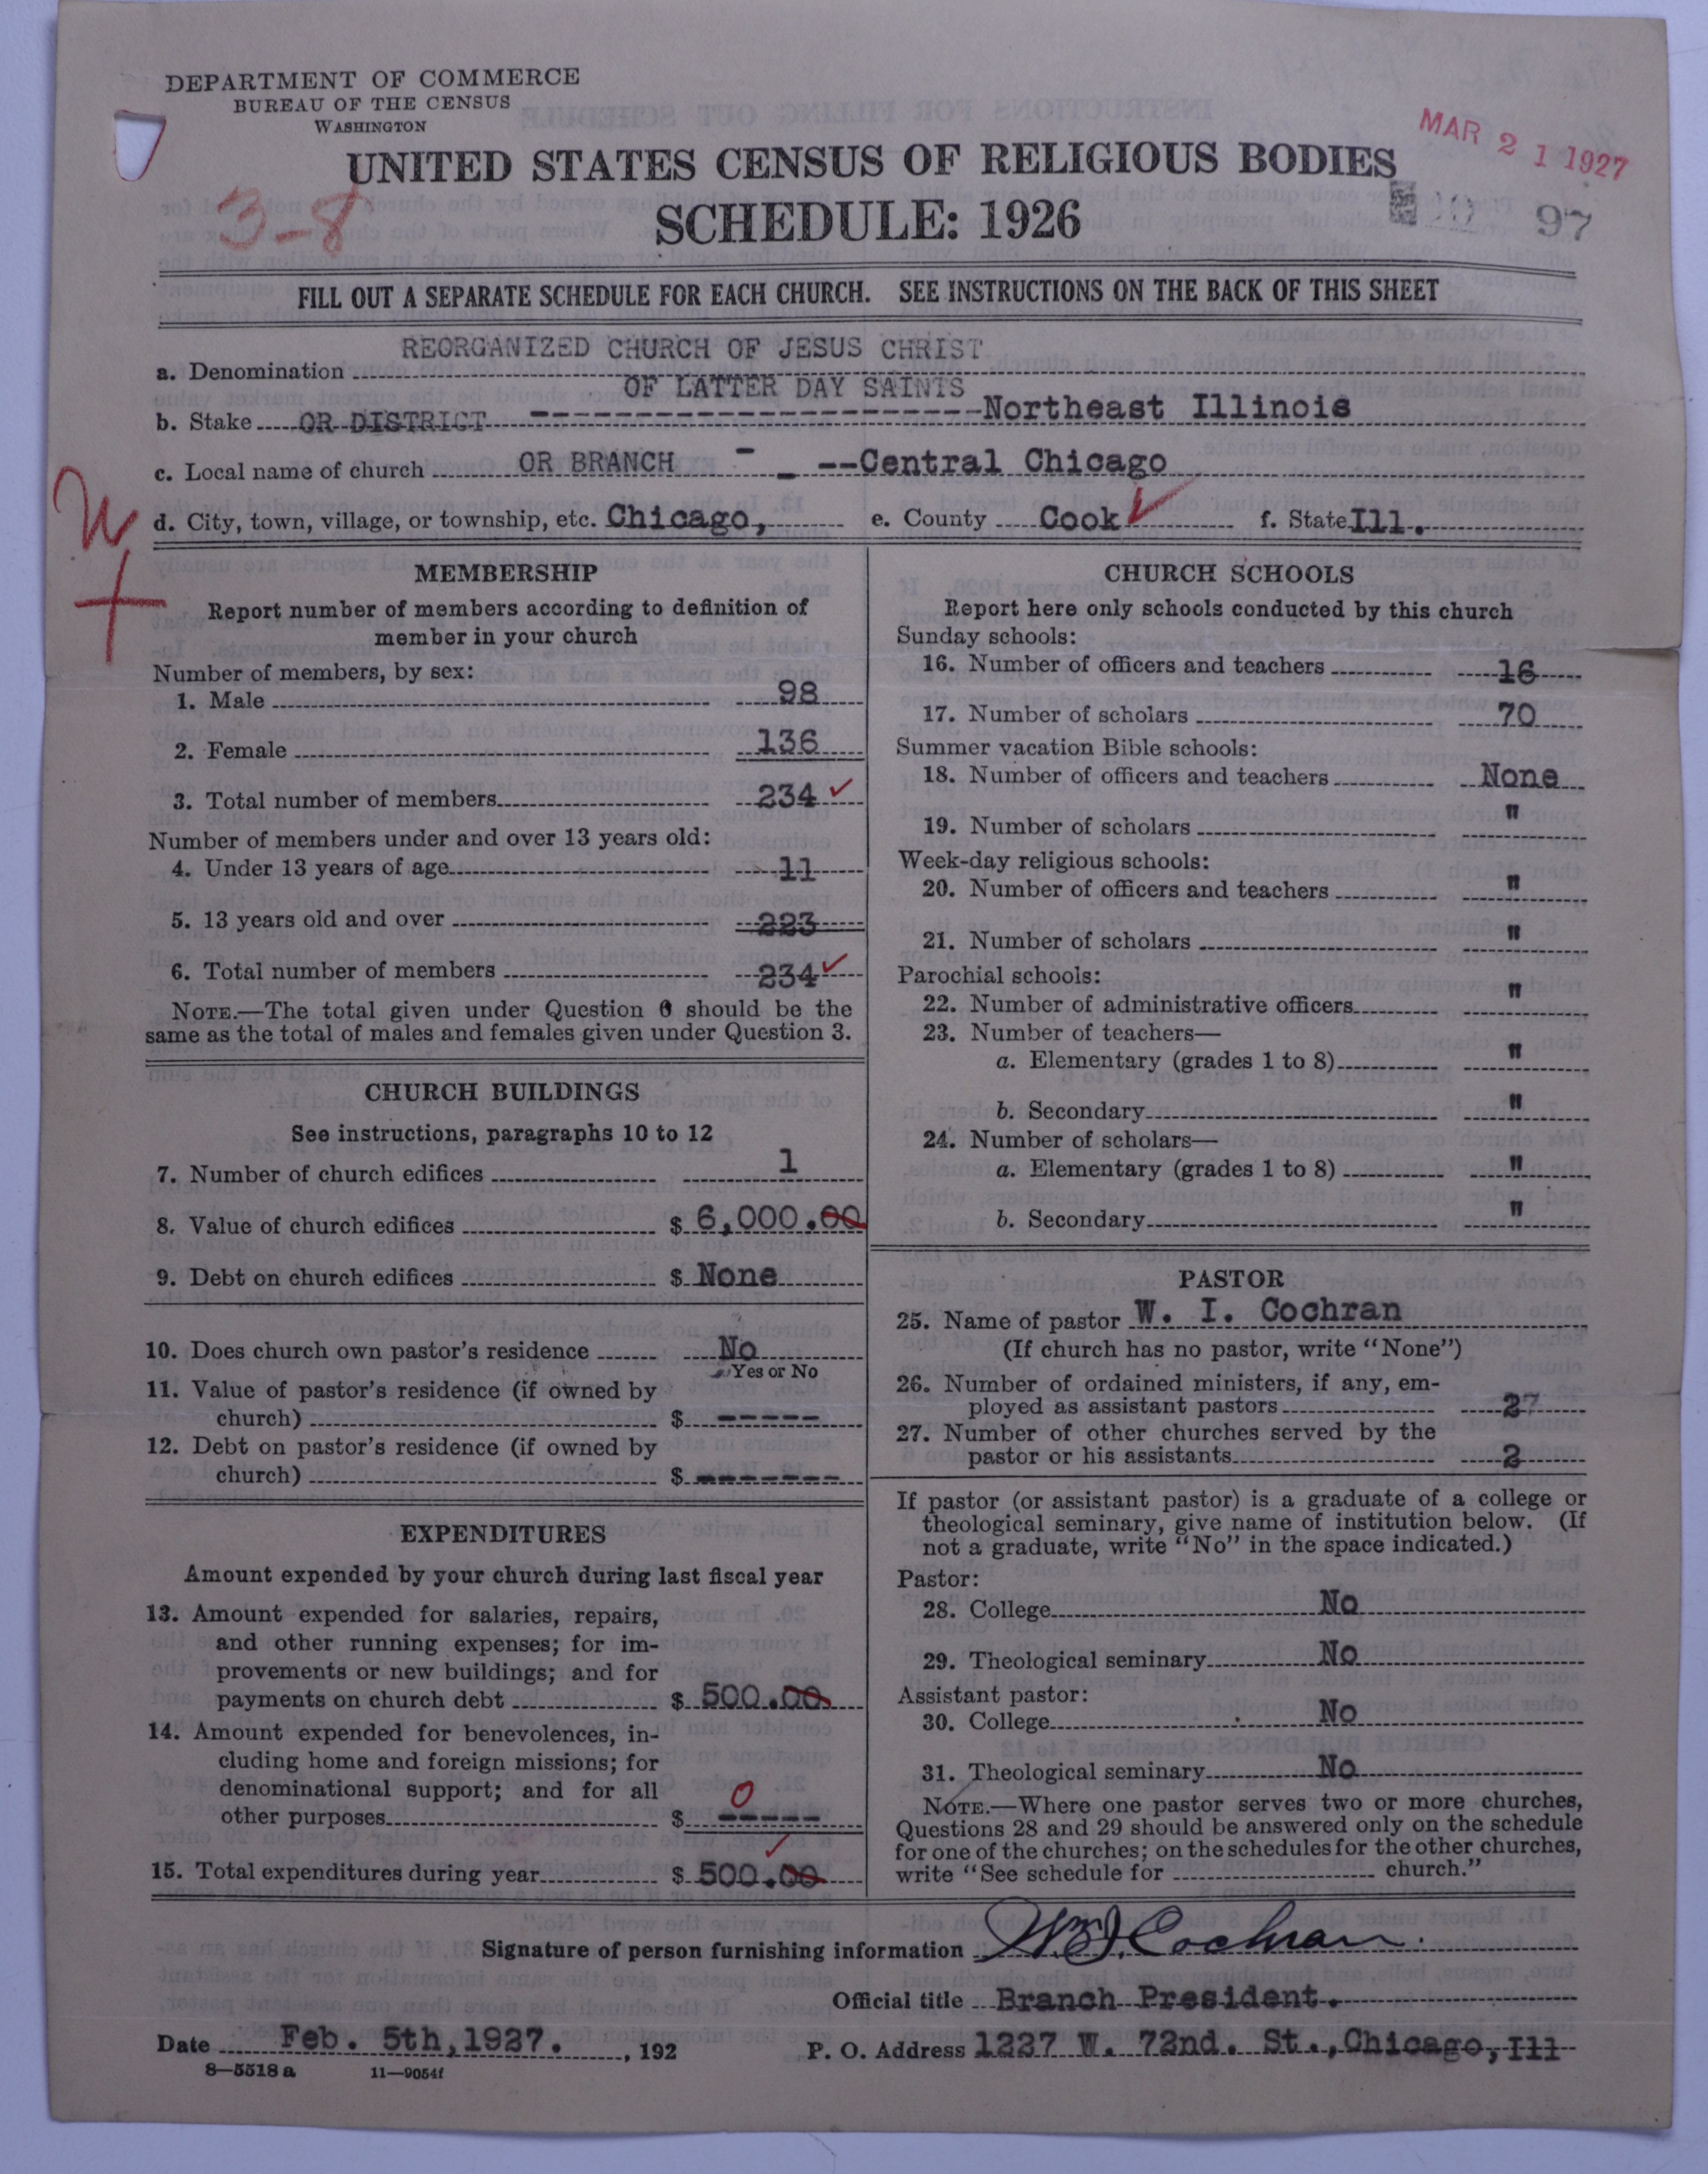 DEPARTMENT OF COMMERCE
BUREAU OF THE CENSUS
WASHINGTON
MAR 21 1927
UNITED STATES CENSUS OF RELIGIOUS BODIES
3-8
SCHEDULE: 1926
97
FILL OUT A SEPARATE SCHEDULE FOR EACH CHURCH. SEE INSTRUCTIONS ON THE BACK OF THIS SHEET
REORGANIZED CHURCH OF JESUS CHRIST
a. Denomination
OF LATTER DAY SAINTS
b. Stake OR DISTRICT Northeast Illinois
c. Local name of church OR BRANCH - - --Central Chicago
d. City, town, village, or township, etc. Chicago, e. County Cook f. State Ill.
MEMBERSHIP
Report number of members according to definition of
member in your church
Number of members, by sex:
1. Male 98
2. Female 136
3. Total number of members 234
Number of members under and over 13 years old:
4. Under 13 years of age 11
5. 13 years old and over 223
6. Total number of members 234
NOTE.—The total given under Question 6 should be the
same as the total of males and females given under Question 3.
CHURCH BUILDINGS
See instructions, paragraphs 10 to 12
7. Number of church edifices 1
8. Value of church edifices $ 6,000.00
9. Debt on church edifices $ None
10. Does church own pastor's residence No
Yes or No
11. Value of pastor's residence (if owned by
church) $ -----
12. Debt on pastor's residence (if owned by
church) $ -------
EXPENDITURES
Amount expended by your church during last fiscal year
13. Amount expended for salaries, repairs,
and other running expenses; for im-
provements or new buildings; and for
payments on church debt $ 500.00
14. Amount expended for benevolences, in-
cluding home and foreign missions; for
denominational support; and for all
0
other purposes $ -----
15. Total expenditures during year $ 500.00
CHURCH SCHOOLS
Report here only schools conducted by this church
Sunday schools:
16. Number of officers and teachers 16
17. Number of scholars 70
Summer vacation Bible schools:
18. Number of officers and teachers None
19. Number of scholars "
Week-day religious schools:
20. Number of officers and teachers "
21. Number of scholars "
Parochial schools:
22. Number of administrative officers "
23. Number of teachers—
a. Elementary (grades 1 to 8) "
b. Secondary "
24. Number of scholars—
a. Elementary (grades 1 to 8) "
b. Secondary "
PASTOR
25. Name of pastor W. I. Cochran
(If church has no pastor, write "None")
26. Number of ordained ministers, if any, em-
ployed as assistant pastors 2
27. Number of other churches served by the
pastor or his assistants 2
If pastor (or assistant pastor) is a graduate of a college or
theological seminary, give name of institution below. (If
not a graduate, write "No" in the space indicated.)
Pastor:
28. College No
29. Theological seminary No
Assistant pastor:
30. College No
31. Theological seminary No
NOTE.—Where one pastor serves two or more churches,
Questions 28 and 29 should be answered only on the schedule
for one of the churches; on the schedules for the other churches,
write "See schedule for church."
Signature of person furnishing information Wm I. Cochran.
Official title Branch President.
Date Feb. 5th, 1927. , 192 P. O. Address 1227 W. 72nd. St., Chicago, Ill
8—5518 a 11—9054f